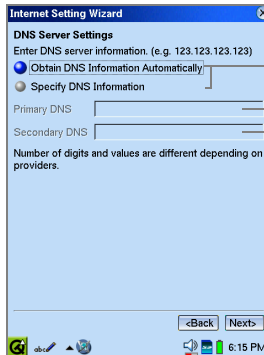 Internet Setting Wizard
DNS Server Settings
Enter DNS server information. (e.g. 123.123.123.123)
Obtain DNS Information Automatically
Specify DNS Information
Primary DNS
Secondary DNS
Number of digits and values are different depending on
providers.
<Back Next>
abc 6:15 PM